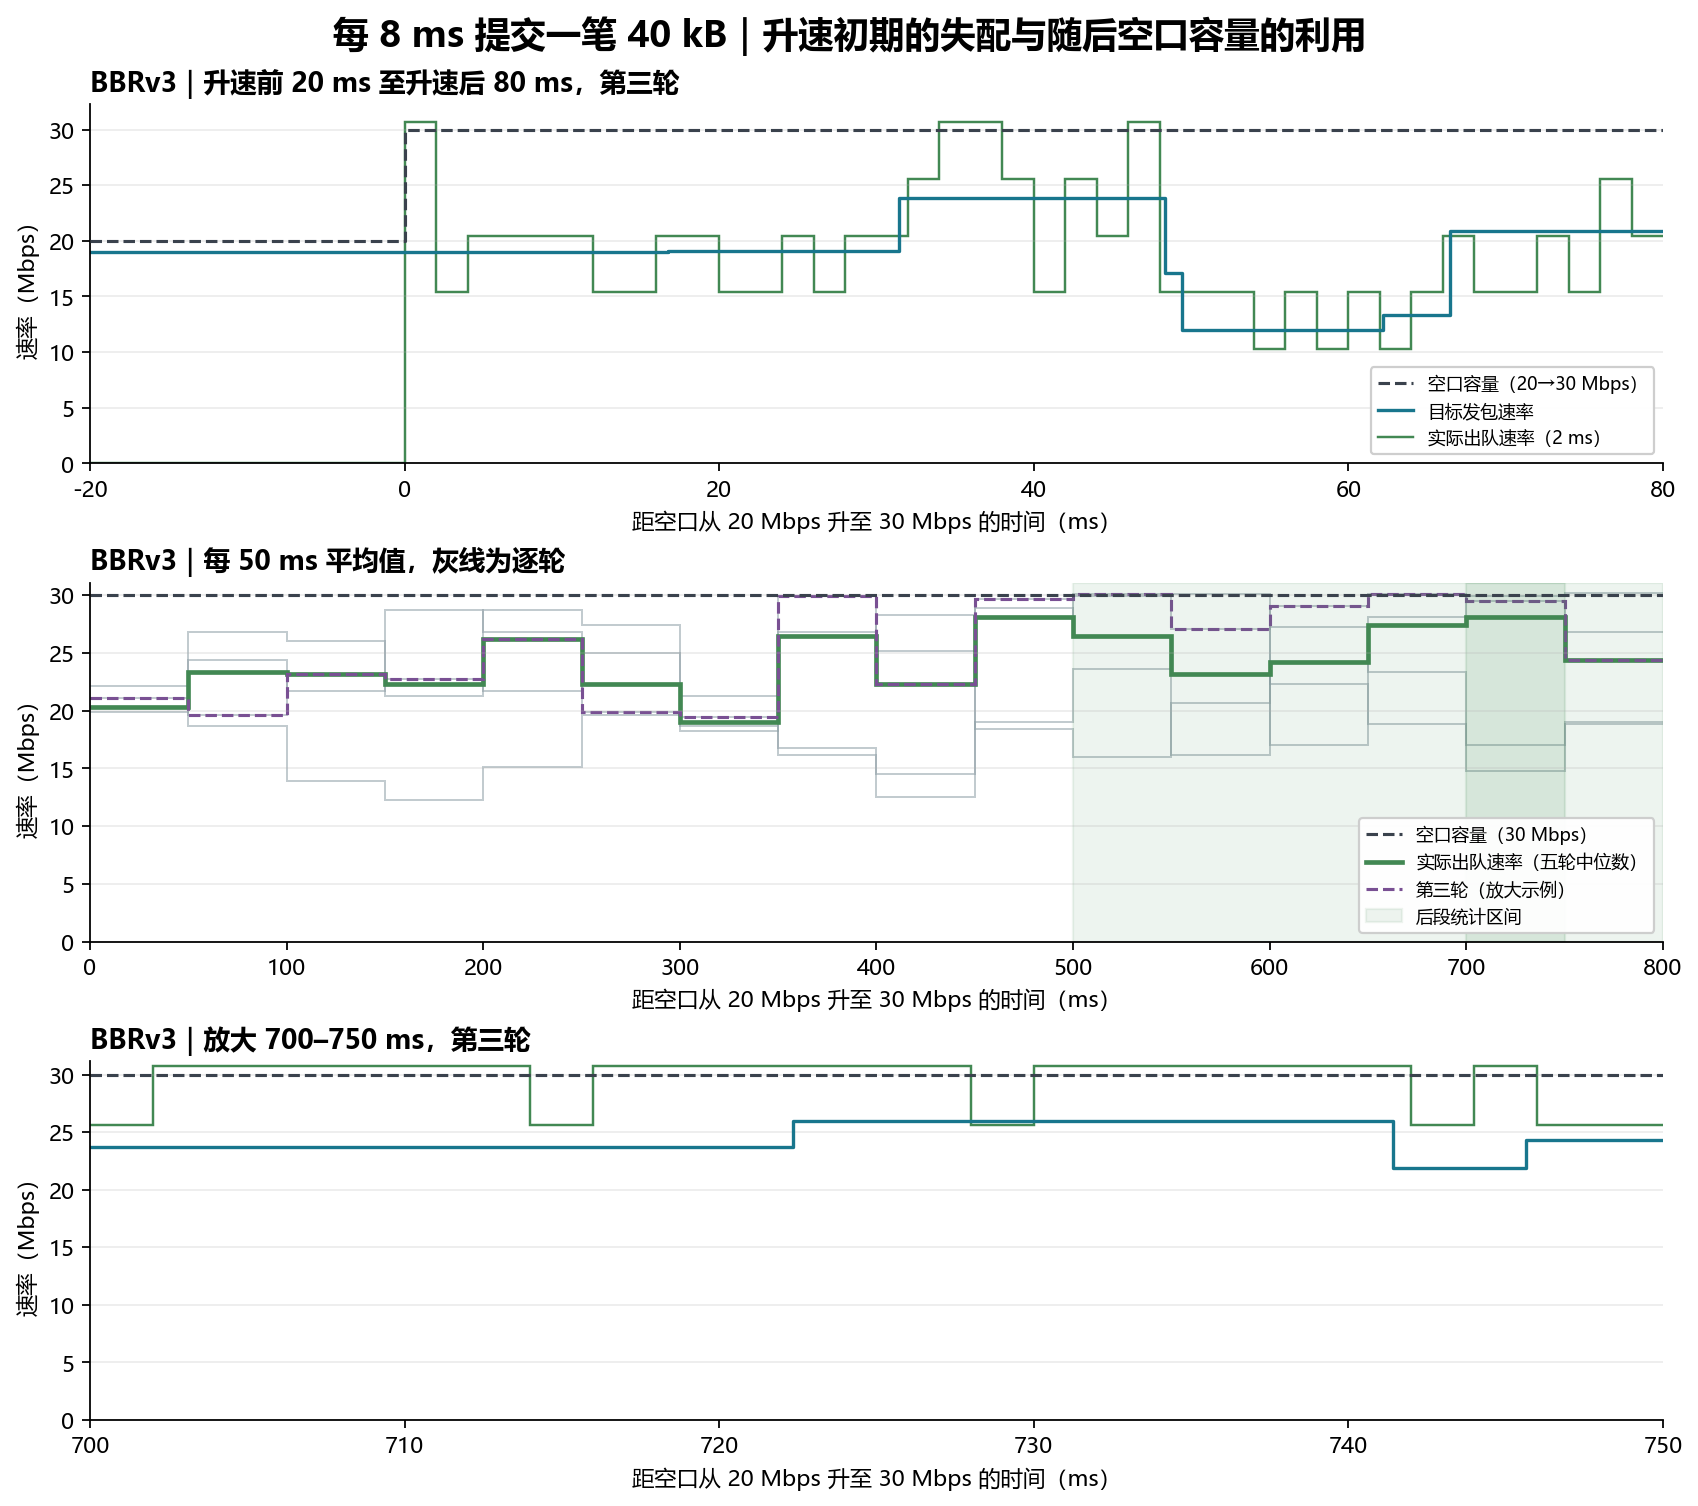 每 8 ms 提交一笔 40 kB｜升速初期的失配与随后空口容量的利用
BBRv3｜升速前 20 ms 至升速后 80 ms，第三轮
速率（Mbps）
30
25
20
15
10
5
0
空口容量（20→30 Mbps）
目标发包速率
实际出队速率（2 ms）
-20 0 20 40 60 80
距空口从 20 Mbps 升至 30 Mbps 的时间（ms）
BBRv3｜每 50 ms 平均值，灰线为逐轮
速率（Mbps）
30
25
20
15
10
5
0
空口容量（30 Mbps）
实际出队速率（五轮中位数）
第三轮（放大示例）
后段统计区间
0 100 200 300 400 500 600 700 800
距空口从 20 Mbps 升至 30 Mbps 的时间（ms）
BBRv3｜放大 700–750 ms，第三轮
速率（Mbps）
30
25
20
15
10
5
0
700 710 720 730 740 750
距空口从 20 Mbps 升至 30 Mbps 的时间（ms）